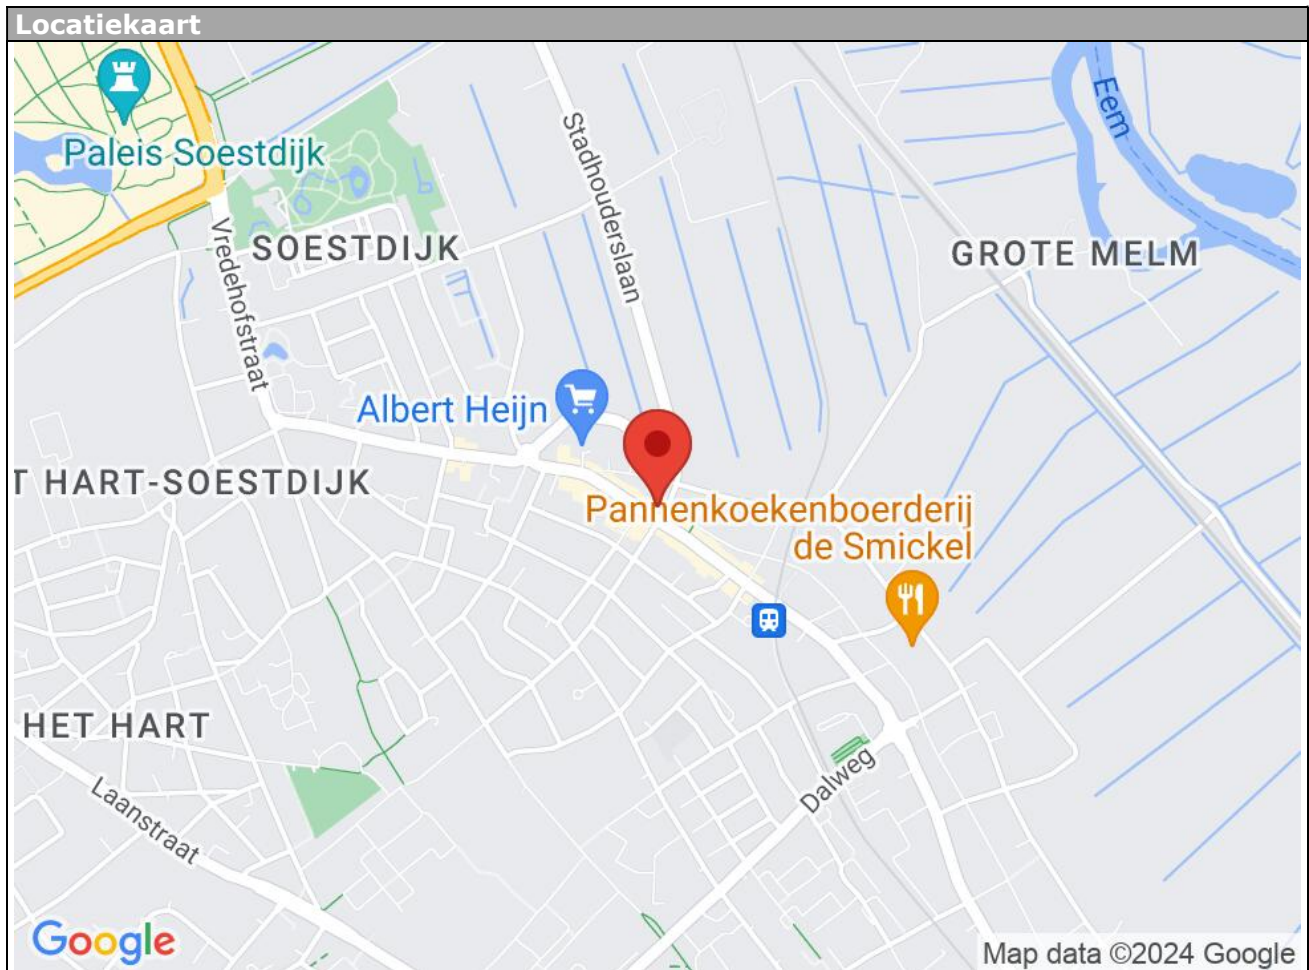 Locatiekaart
Paleis Soestdijk
Eem
Stadhouderslaan
SOESTDIJK
GROTE MELM
Vredehofstraat
Albert Heijn
T HART-SOESTDIJK
Pannenkoekenboerderij
de Smickel
HET HART
Dalweg
Laanstraat
Google
Map data ©2024 Google